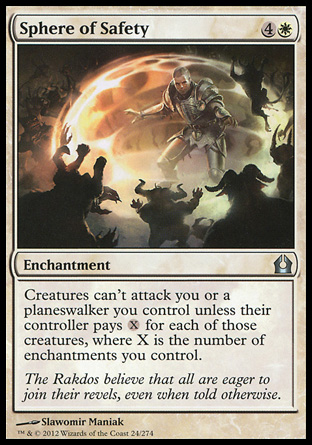 Sphere of Safety 4
Enchantment
Creatures can't attack you or a
planeswalker you control unless their
controller pays X for each of those
creatures, where X is the number of
enchantments you control.
The Rakdos believe that all are eager to
join their revels, even when told otherwise.
Slawomir Maniak
™ & © 2012 Wizards of the Coast 24/274